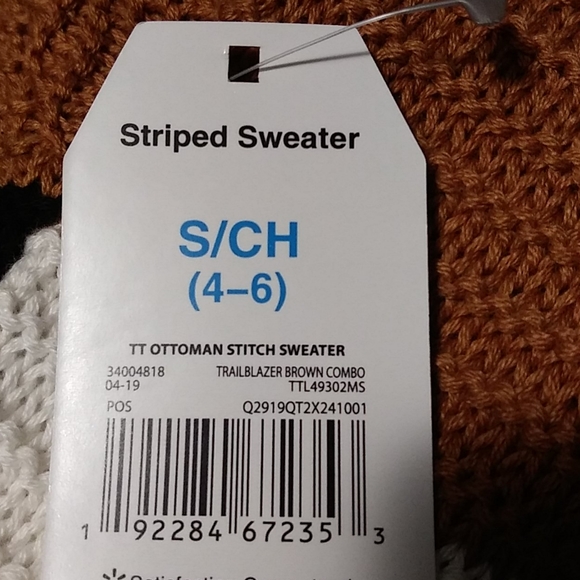 Striped Sweater
S/CH
(4–6)
TT OTTOMAN STITCH SWEATER
34004818 TRAILBLAZER BROWN COMBO
04-19 TTL49302MS
POS Q2919QT2X241001
1 92284 67235 3